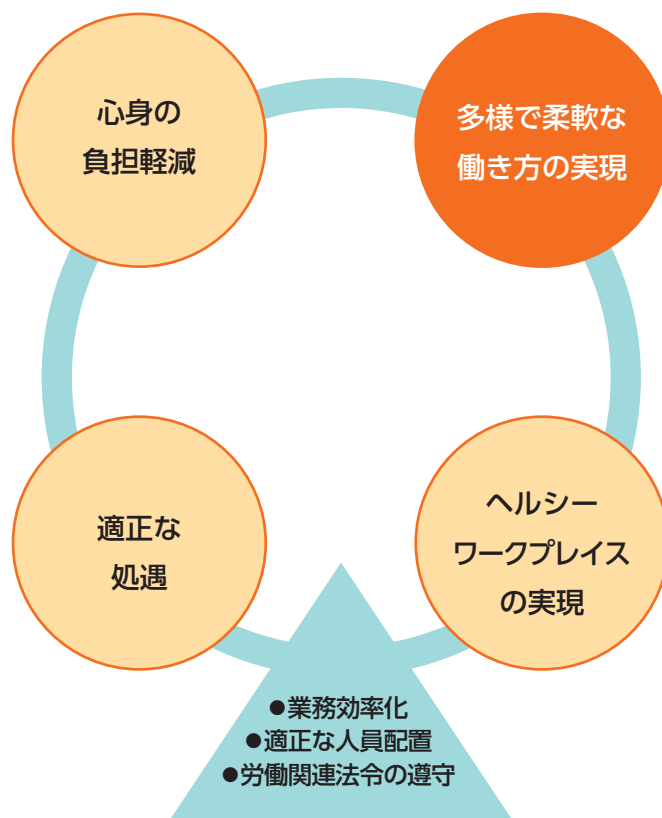 心身の
負担軽減
多様で柔軟な
働き方の実現
適正な
処遇
ヘルシー
ワークプレイス
の実現
●業務効率化
●適正な人員配置
●労働関連法令の遵守